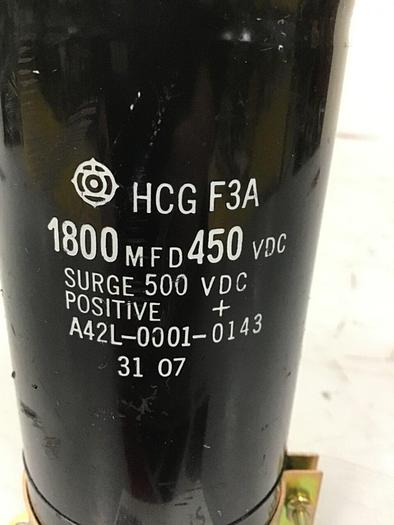 HCG F3A
1800 MFD 450 VDC
SURGE 500 VDC
POSITIVE +
A42L-0001-0143
31 07